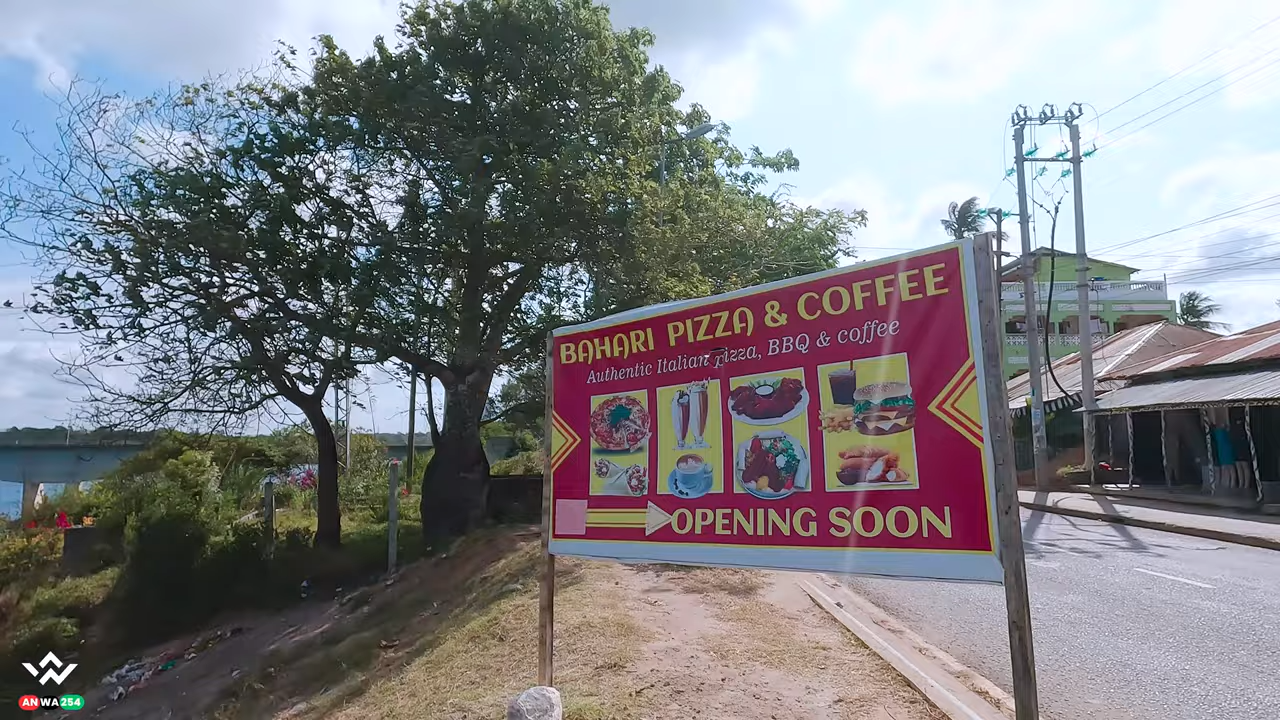 BAHARI PIZZA & COFFEE
Authentic Italian pizza, BBQ & coffee
OPENING SOON
ANWA254